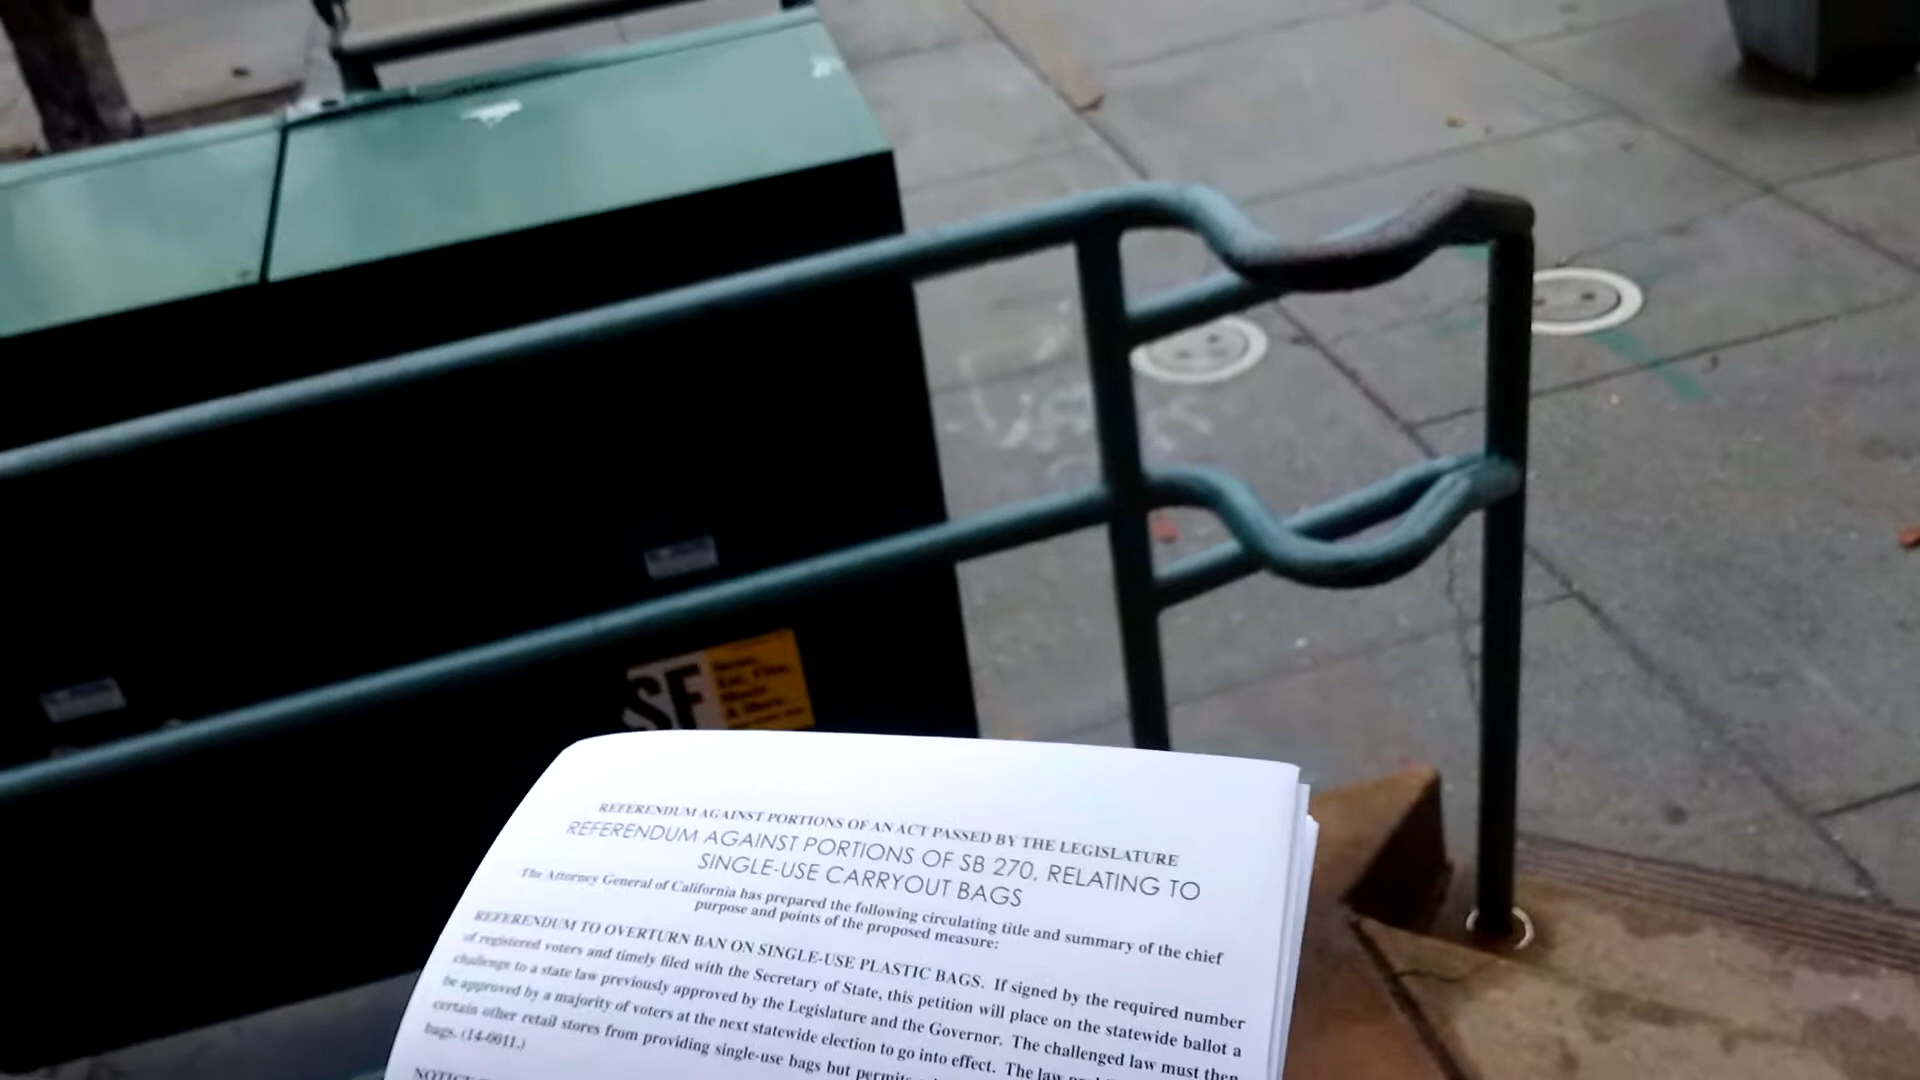 SF
REFERENDUM AGAINST PORTIONS OF AN ACT PASSED BY THE LEGISLATURE
REFERENDUM AGAINST PORTIONS OF SB 270, RELATING TO
SINGLE-USE CARRYOUT BAGS
The Attorney General of California has prepared the following circulating title and summary of the chief
purpose and points of the proposed measure:
REFERENDUM TO OVERTURN BAN ON SINGLE-USE PLASTIC BAGS. If signed by the required number
of registered voters and timely filed with the Secretary of State, this petition will place on the statewide ballot a
challenge to a state law previously approved by the Legislature and the Governor. The challenged law must then
be approved by a majority of voters at the next statewide election to go into effect. The law
certain other retail stores from providing single-use bags but
bags. (14-0011.)